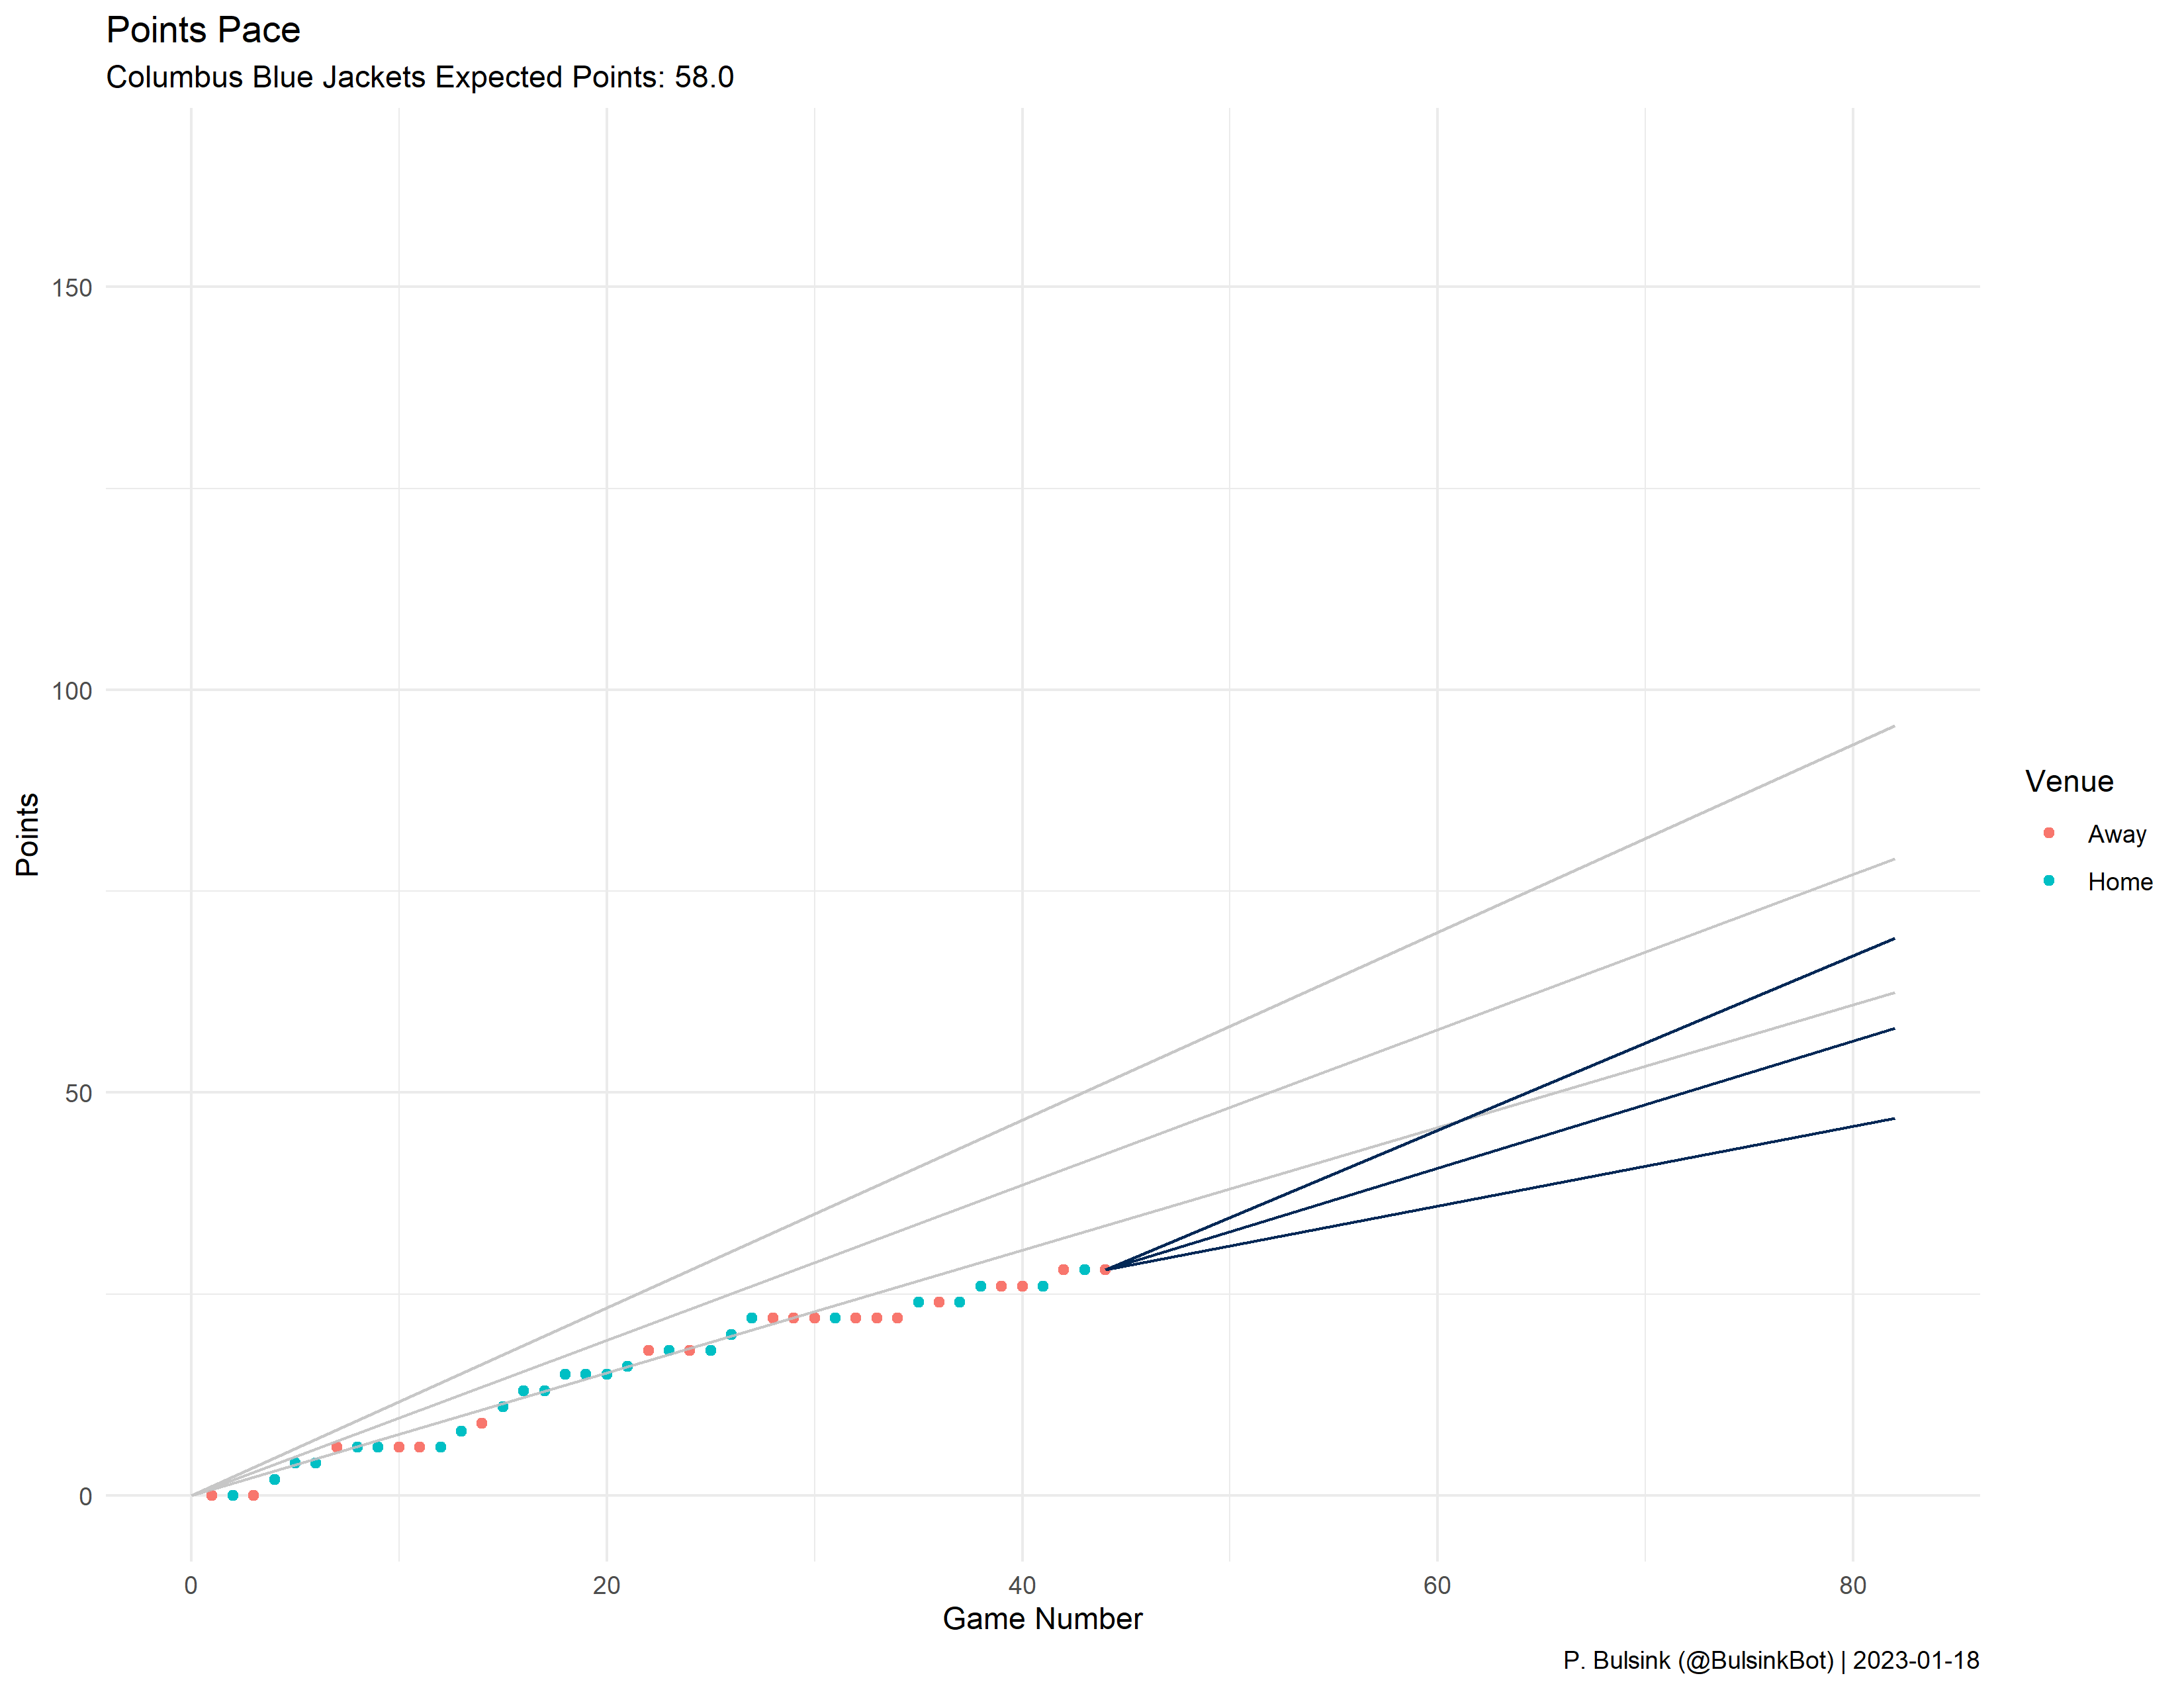 Points Pace
Columbus Blue Jackets Expected Points: 58.0
150
100
50
0
Points
0 20 40 60 80
Game Number
Venue
Away
Home
P. Bulsink (@BulsinkBot) | 2023-01-18